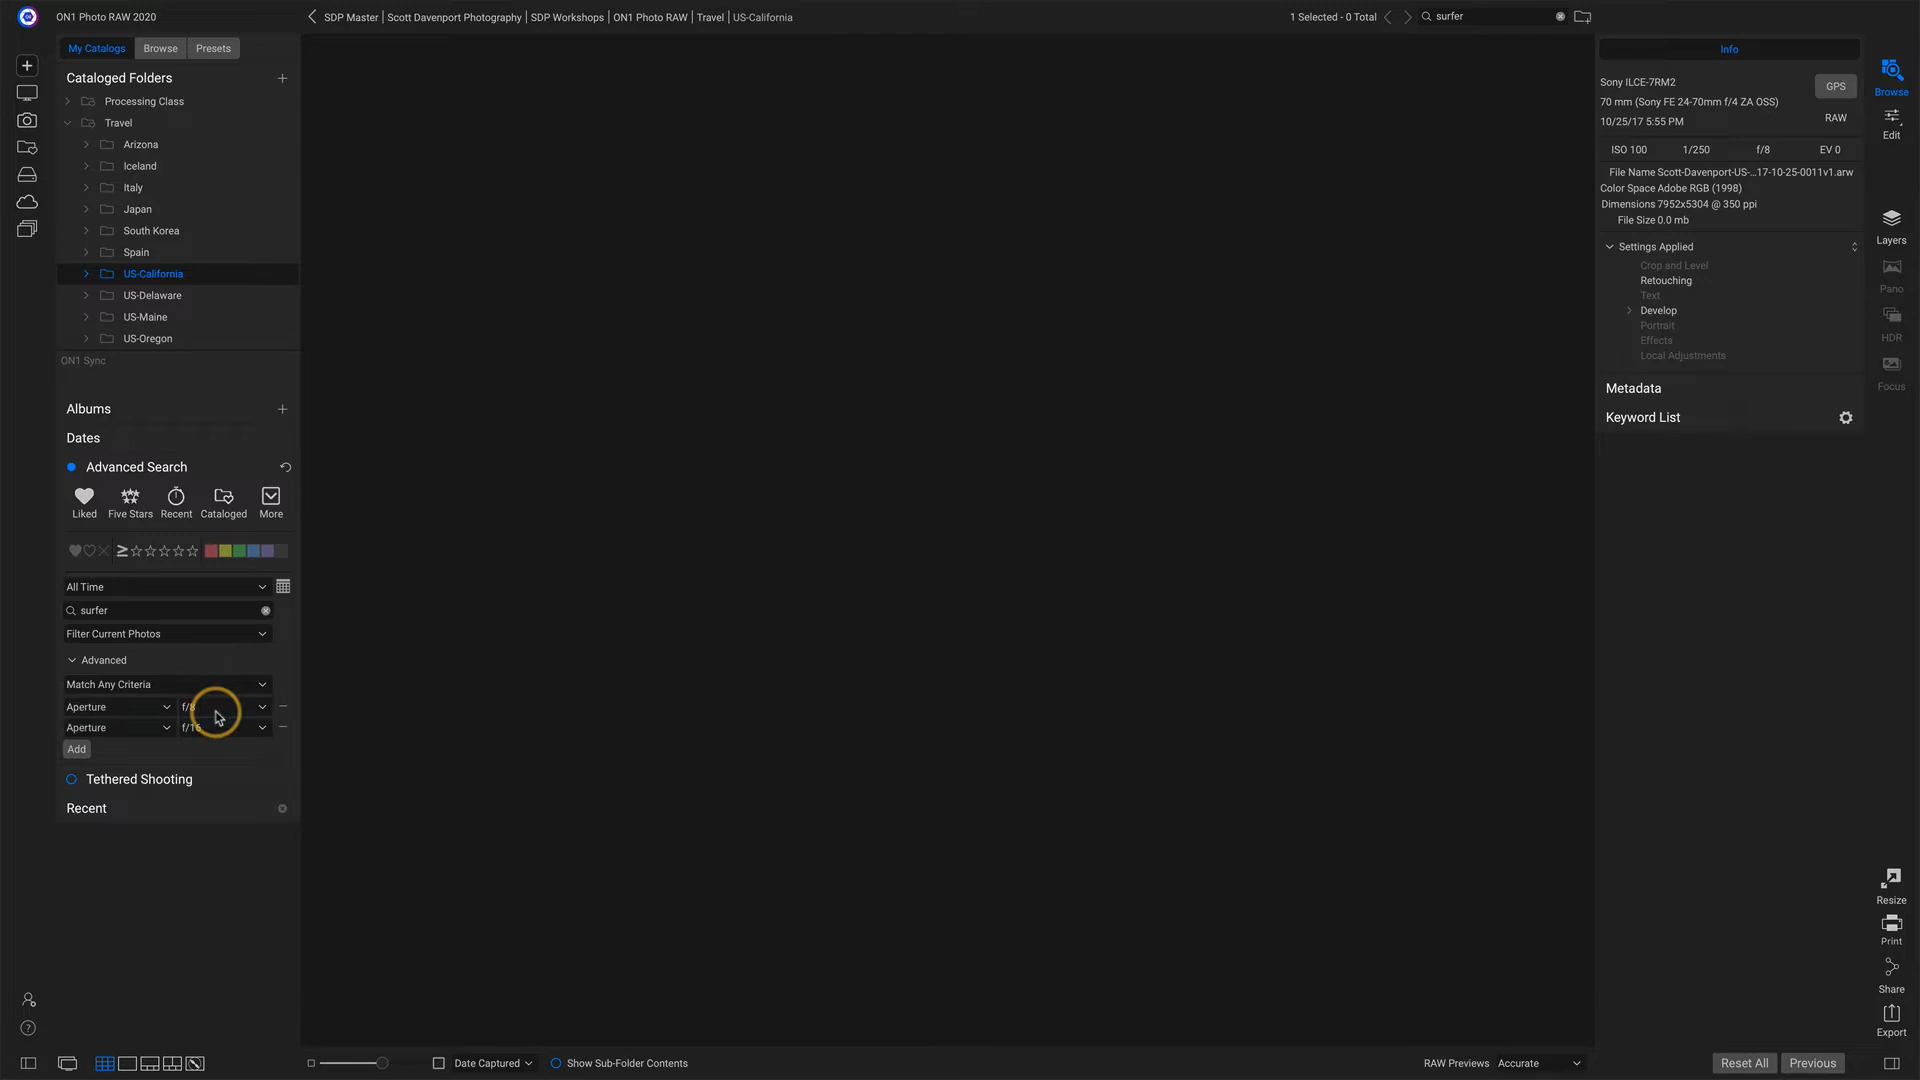 ON1 Photo RAW 2020
SDP Master | Scott Davenport Photography | SDP Workshops | ON1 Photo RAW | Travel | US-California
1 Selected - 0 Total
surfer
My Catalogs
Browse
Presets
Cataloged Folders
Processing Class
Travel
Arizona
Iceland
Italy
Japan
South Korea
Spain
US-California
US-Delaware
US-Maine
US-Oregon
ON1 Sync
Albums
Dates
Advanced Search
Liked
Five Stars
Recent
Cataloged
More
All Time
surfer
Filter Current Photos
Advanced
Match Any Criteria
Aperture f/8
Aperture f/16
Add
Tethered Shooting
Recent
Date Captured
Show Sub-Folder Contents
RAW Previews Accurate
Info
Sony ILCE-7RM2
GPS
70 mm (Sony FE 24-70mm f/4 ZA OSS)
10/25/17 5:55 PM
RAW
ISO 100 1/250 f/8 EV 0
File Name Scott-Davenport-US-...17-10-25-0011v1.arw
Color Space Adobe RGB (1998)
Dimensions 7952x5304 @ 350 ppi
File Size 0.0 mb
Settings Applied
Crop and Level
Retouching
Text
Develop
Portrait
Effects
Local Adjustments
Metadata
Keyword List
Reset All
Previous
Browse
Edit
Layers
Pano
HDR
Focus
Resize
Print
Share
Export